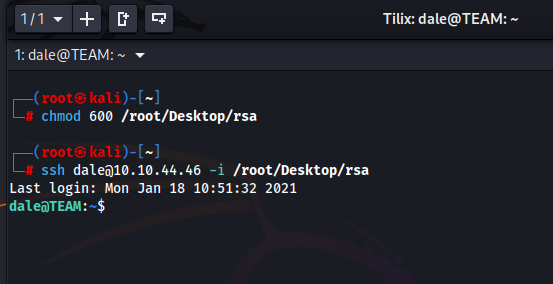 1/1
Tilix: dale@TEAM: ~
1: dale@TEAM: ~
┌──(root㉿kali)-[~]
└─# chmod 600 /root/Desktop/rsa
┌──(root㉿kali)-[~]
└─# ssh dale@10.10.44.46 -i /root/Desktop/rsa
Last login: Mon Jan 18 10:51:32 2021
dale@TEAM:~$